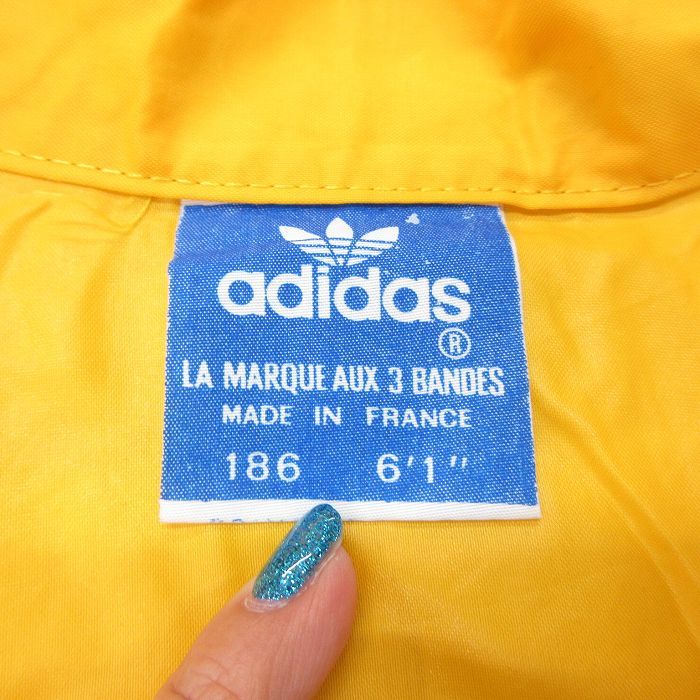 adidas
®
LA MARQUE AUX 3 BANDES
MADE IN FRANCE
186 6'1"